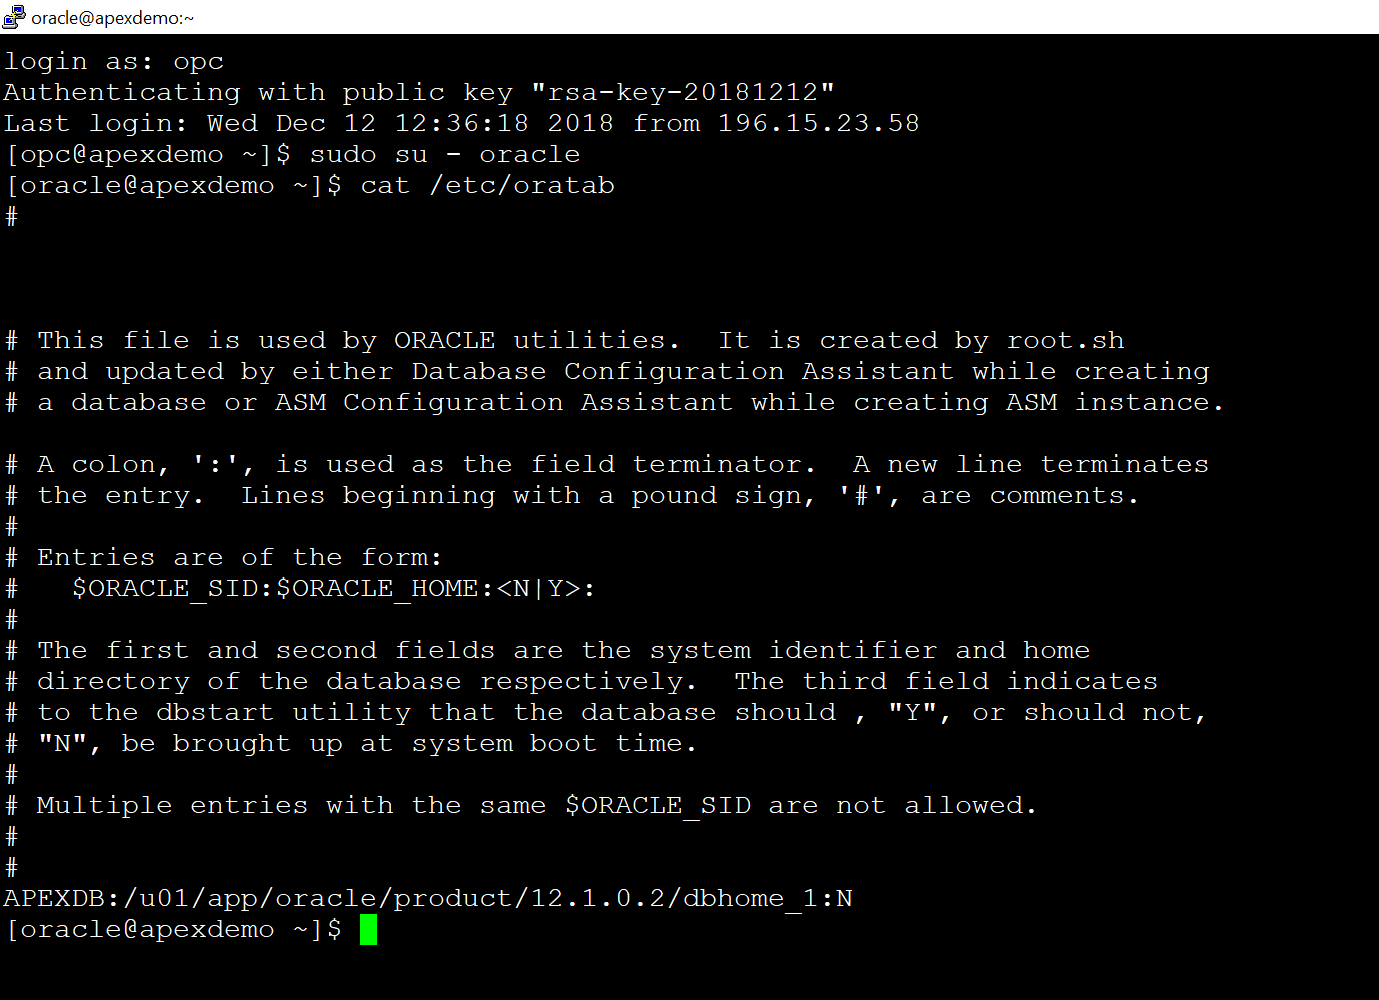 oracle@apexdemo:~
login as: opc
Authenticating with public key "rsa-key-20181212"
Last login: Wed Dec 12 12:36:18 2018 from 196.15.23.58
[opc@apexdemo ~]$ sudo su - oracle
[oracle@apexdemo ~]$ cat /etc/oratab
#
# This file is used by ORACLE utilities.  It is created by root.sh
# and updated by either Database Configuration Assistant while creating
# a database or ASM Configuration Assistant while creating ASM instance.
# A colon, ':', is used as the field terminator.  A new line terminates
# the entry.  Lines beginning with a pound sign, '#', are comments.
#
# Entries are of the form:
#   $ORACLE_SID:$ORACLE_HOME:<N|Y>:
#
# The first and second fields are the system identifier and home
# directory of the database respectively.  The third field indicates
# to the dbstart utility that the database should , "Y", or should not,
# "N", be brought up at system boot time.
#
# Multiple entries with the same $ORACLE_SID are not allowed.
#
#
APEXDB:/u01/app/oracle/product/12.1.0.2/dbhome_1:N
[oracle@apexdemo ~]$